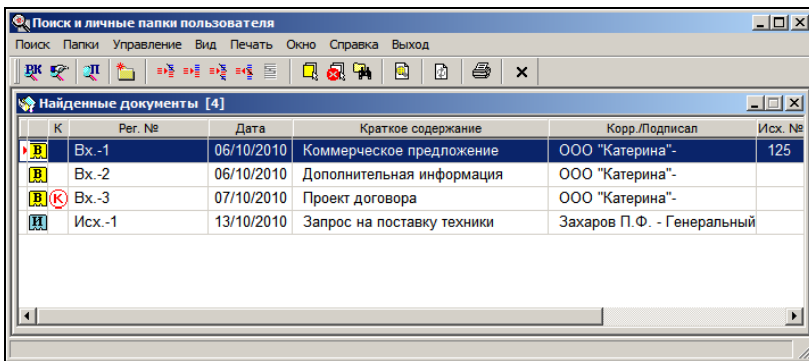 Поиск и личные папки пользователя
Поиск Папки Управление Вид Печать Окно Справка Выход
РК П
Найденные документы [4]
К Рег. № Дата Краткое содержание Корр./Подписал Исх. №
В Вх.-1 06/10/2010 Коммерческое предложение ООО "Катерина"- 125
В Вх.-2 06/10/2010 Дополнительная информация ООО "Катерина"-
В К Вх.-3 07/10/2010 Проект договора ООО "Катерина"-
И Исх.-1 13/10/2010 Запрос на поставку техники Захаров П.Ф. - Генеральный